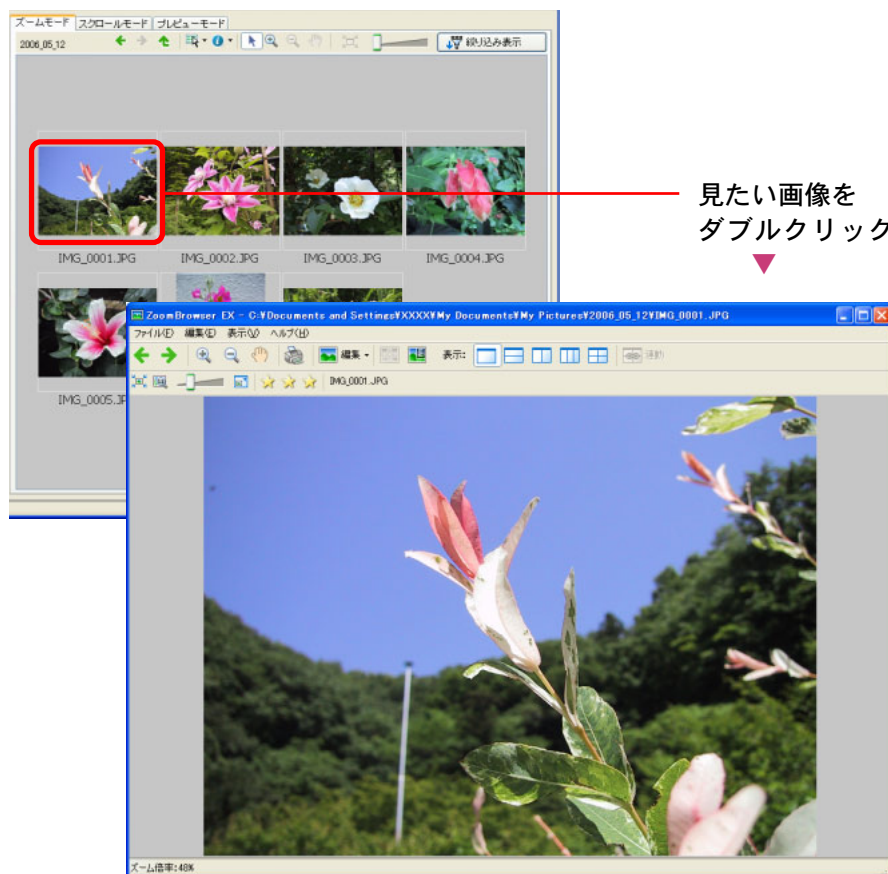 ズームモード スクロールモード プレビューモード
2006_05_12 絞り込み表示
IMG_0001.JPG IMG_0002.JPG IMG_0003.JPG IMG_0004.JPG
見たい画像を
ダブルクリック
IMG_0005.JP
ZoomBrowser EX - C:¥Documents and Settings¥XXXX¥My Documents¥My Pictures¥2006_05_12¥IMG_0001.JPG
ファイル(F) 編集(E) 表示(V) ヘルプ(H)
編集 表示: 連動
IMG_0001.JPG
ズーム倍率:48%